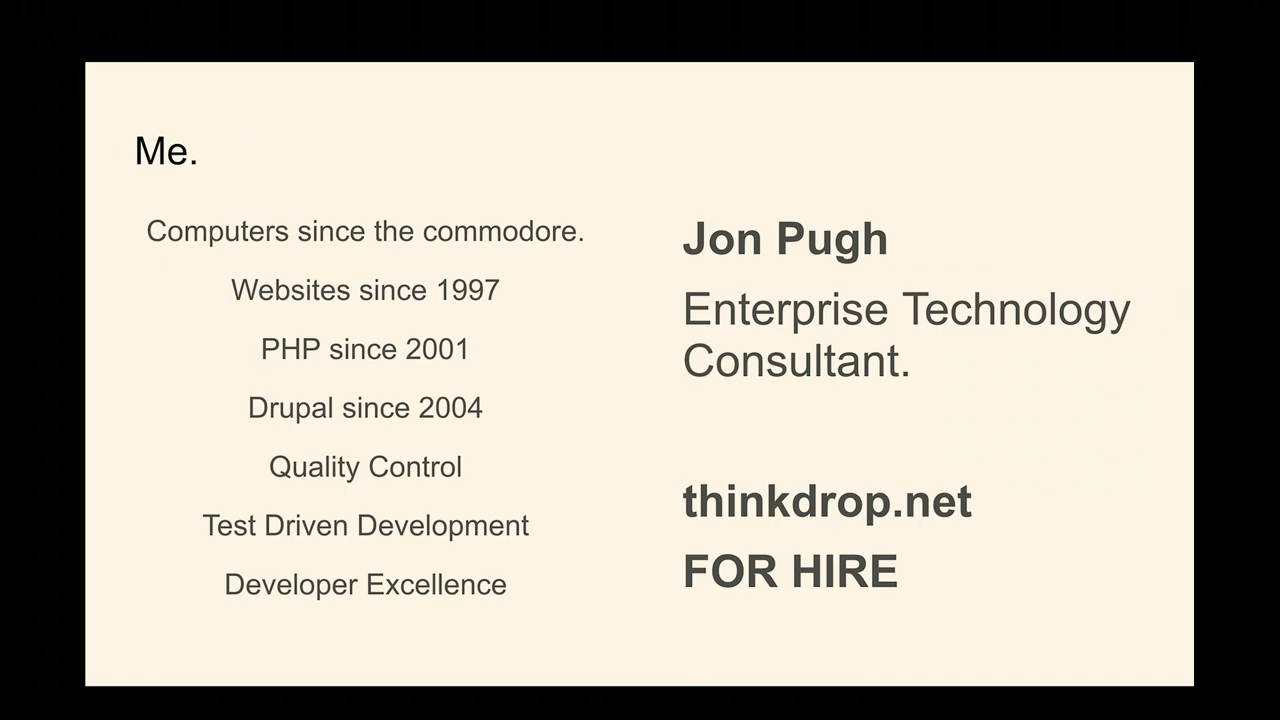 Me.
Computers since the commodore.
Websites since 1997
PHP since 2001
Drupal since 2004
Quality Control
Test Driven Development
Developer Excellence
Jon Pugh
Enterprise Technology
Consultant.
thinkdrop.net
FOR HIRE